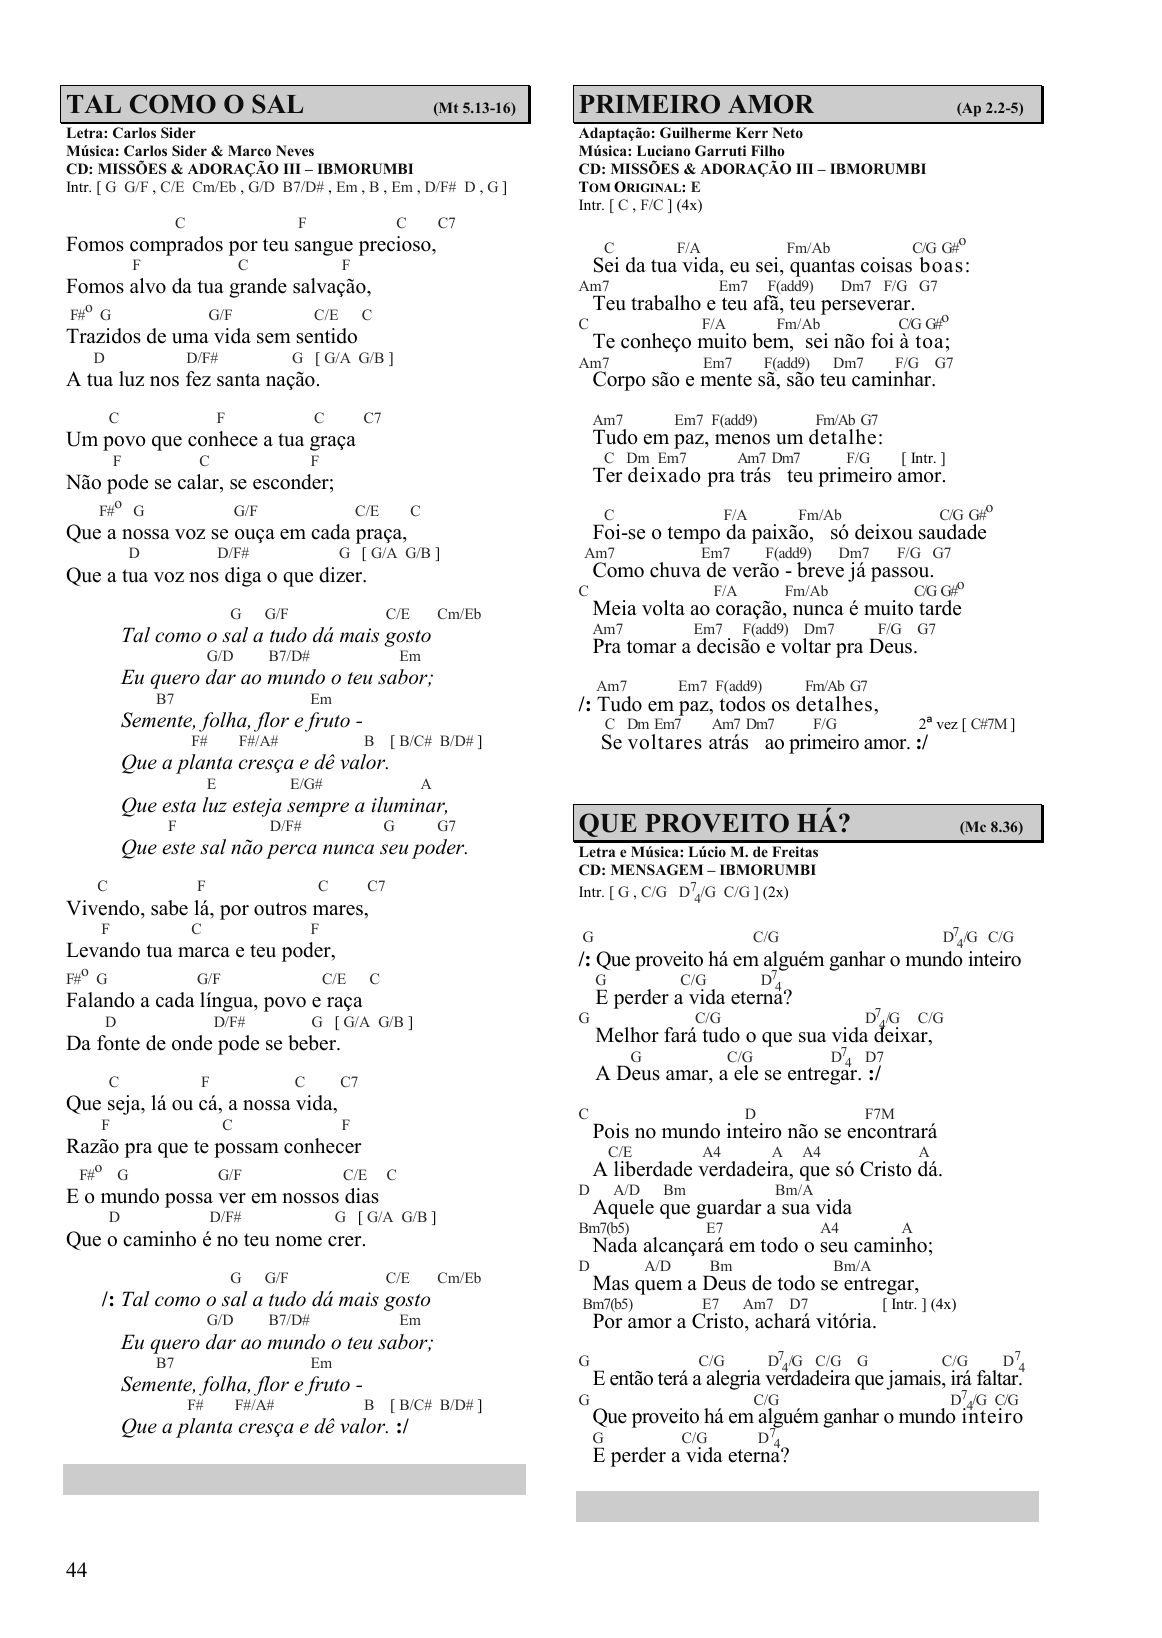 TAL COMO O SAL (Mt 5.13-16)
Letra: Carlos Sider
Música: Carlos Sider & Marco Neves
CD: MISSÕES & ADORAÇÃO III – IBMORUMBI
Intr. [ G G/F , C/E Cm/Eb , G/D B7/D# , Em , B , Em , D/F# D , G ]
C F C C7
Fomos comprados por teu sangue precioso,
F C F
Fomos alvo da tua grande salvação,
F#º G G/F C/E C
Trazidos de uma vida sem sentido
D D/F# G [ G/A G/B ]
A tua luz nos fez santa nação.
C F C C7
Um povo que conhece a tua graça
F C F
Não pode se calar, se esconder;
F#º G G/F C/E C
Que a nossa voz se ouça em cada praça,
D D/F# G [ G/A G/B ]
Que a tua voz nos diga o que dizer.
G G/F C/E Cm/Eb
Tal como o sal a tudo dá mais gosto
G/D B7/D# Em
Eu quero dar ao mundo o teu sabor;
B7 Em
Semente, folha, flor e fruto -
F# F#/A# B [ B/C# B/D# ]
Que a planta cresça e dê valor.
E E/G# A
Que esta luz esteja sempre a iluminar,
F D/F# G G7
Que este sal não perca nunca seu poder.
C F C C7
Vivendo, sabe lá, por outros mares,
F C F
Levando tua marca e teu poder,
F#º G G/F C/E C
Falando a cada língua, povo e raça
D D/F# G [ G/A G/B ]
Da fonte de onde pode se beber.
C F C C7
Que seja, lá ou cá, a nossa vida,
F C F
Razão pra que te possam conhecer
F#º G G/F C/E C
E o mundo possa ver em nossos dias
D D/F# G [ G/A G/B ]
Que o caminho é no teu nome crer.
G G/F C/E Cm/Eb
/: Tal como o sal a tudo dá mais gosto
G/D B7/D# Em
Eu quero dar ao mundo o teu sabor;
B7 Em
Semente, folha, flor e fruto -
F# F#/A# B [ B/C# B/D# ]
Que a planta cresça e dê valor. :/
44
PRIMEIRO AMOR (Ap 2.2-5)
Adaptação: Guilherme Kerr Neto
Música: Luciano Garruti Filho
CD: MISSÕES & ADORAÇÃO III – IBMORUMBI
TOM ORIGINAL: E
Intr. [ C , F/C ] (4x)
C F/A Fm/Ab C/G G#º
Sei da tua vida, eu sei, quantas coisas boas:
Am7 Em7 F(add9) Dm7 F/G G7
Teu trabalho e teu afã, teu perseverar.
C F/A Fm/Ab C/G G#º
Te conheço muito bem, sei não foi à toa;
Am7 Em7 F(add9) Dm7 F/G G7
Corpo são e mente sã, são teu caminhar.
Am7 Em7 F(add9) Fm/Ab G7
Tudo em paz, menos um detalhe:
C Dm Em7 Am7 Dm7 F/G [ Intr. ]
Ter deixado pra trás teu primeiro amor.
C F/A Fm/Ab C/G G#º
Foi-se o tempo da paixão, só deixou saudade
Am7 Em7 F(add9) Dm7 F/G G7
Como chuva de verão - breve já passou.
C F/A Fm/Ab C/G G#º
Meia volta ao coração, nunca é muito tarde
Am7 Em7 F(add9) Dm7 F/G G7
Pra tomar a decisão e voltar pra Deus.
Am7 Em7 F(add9) Fm/Ab G7
/: Tudo em paz, todos os detalhes,
C Dm Em7 Am7 Dm7 F/G 2ª vez [ C#7M ]
Se voltares atrás ao primeiro amor. :/
QUE PROVEITO HÁ? (Mc 8.36)
Letra e Música: Lúcio M. de Freitas
CD: MENSAGEM – IBMORUMBI
Intr. [ G , C/G D74/G C/G ] (2x)
G C/G D74/G C/G
/: Que proveito há em alguém ganhar o mundo inteiro
G C/G D74
E perder a vida eterna?
G C/G D74/G C/G
Melhor fará tudo o que sua vida deixar,
G C/G D74 D7
A Deus amar, a ele se entregar. :/
C D F7M
Pois no mundo inteiro não se encontrará
C/E A4 A A4 A
A liberdade verdadeira, que só Cristo dá.
D A/D Bm Bm/A
Aquele que guardar a sua vida
Bm7(b5) E7 A4 A
Nada alcançará em todo o seu caminho;
D A/D Bm Bm/A
Mas quem a Deus de todo se entregar,
Bm7(b5) E7 Am7 D7 [ Intr. ] (4x)
Por amor a Cristo, achará vitória.
G C/G D74/G C/G G C/G D74
E então terá a alegria verdadeira que jamais, irá faltar.
G C/G D74/G C/G
Que proveito há em alguém ganhar o mundo inteiro
G C/G D74
E perder a vida eterna?